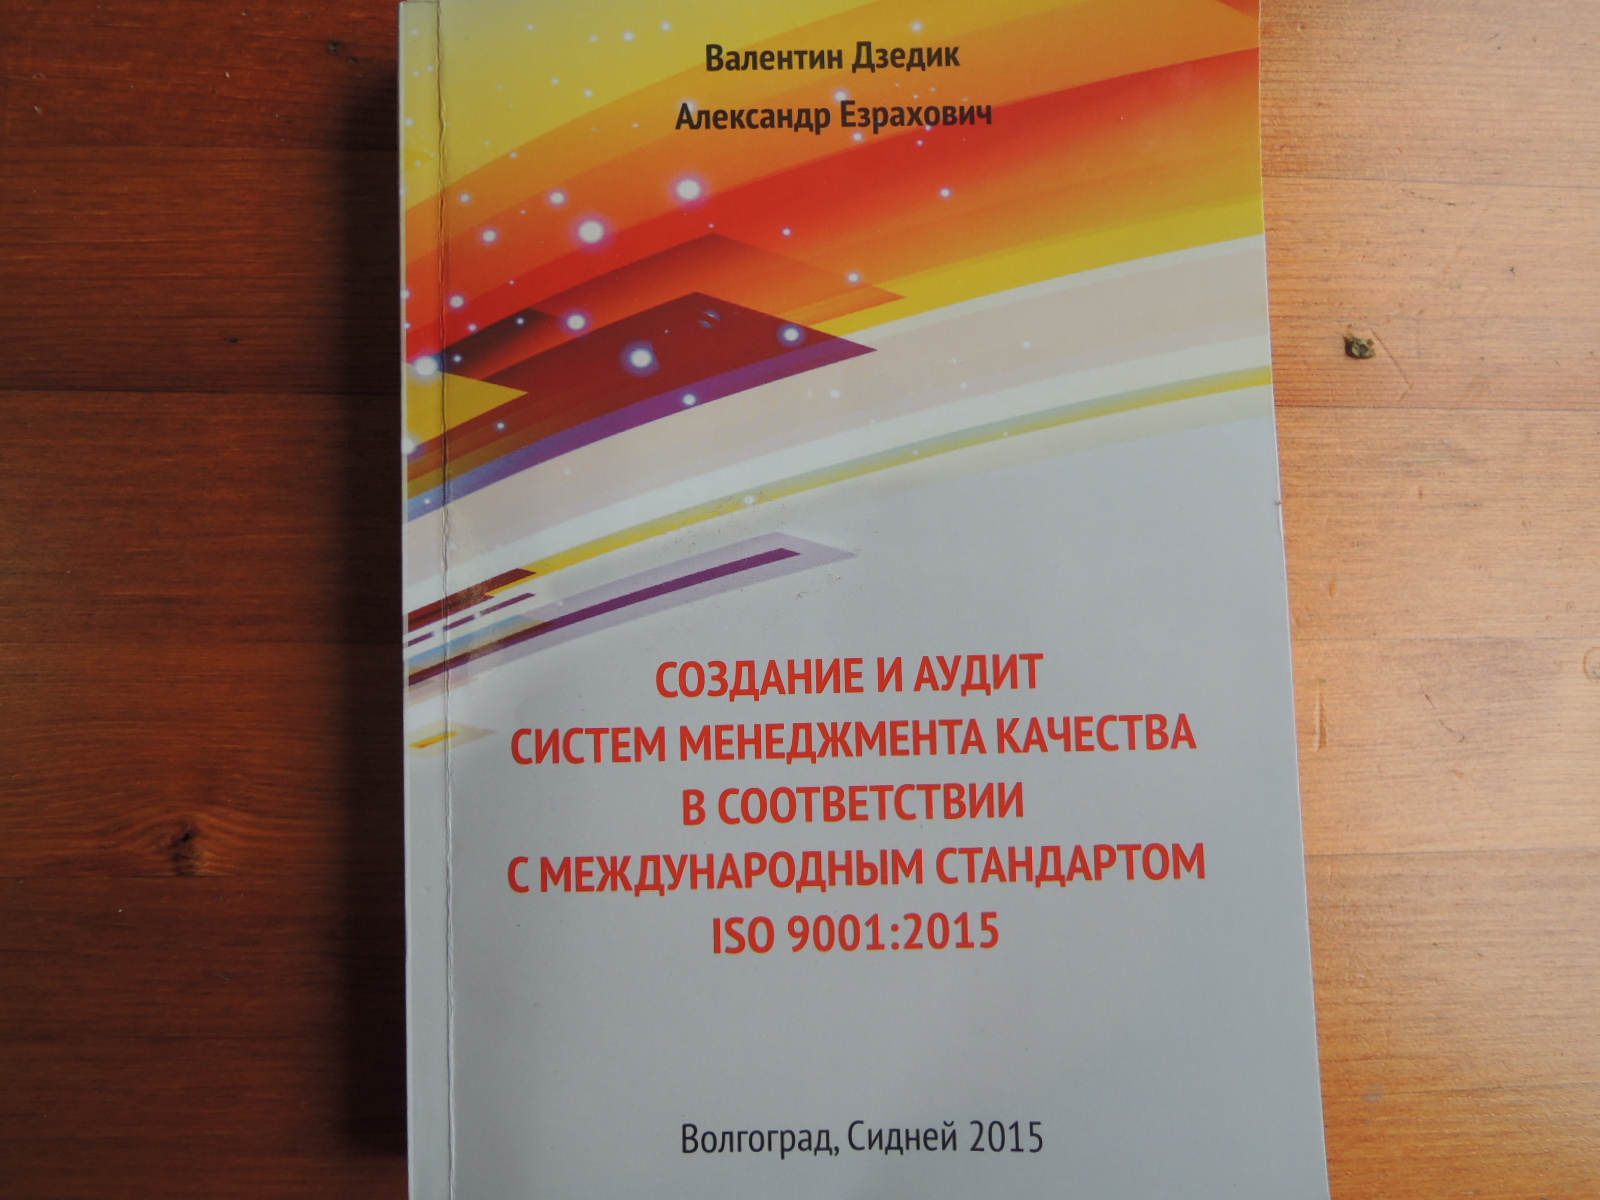 Валентин Дзедик
Александр Езрахович
СОЗДАНИЕ И АУДИТ
СИСТЕМ МЕНЕДЖМЕНТА КАЧЕСТВА
В СООТВЕТСТВИИ
С МЕЖДУНАРОДНЫМ СТАНДАРТОМ
ISO 9001:2015
Волгоград, Сидней 2015